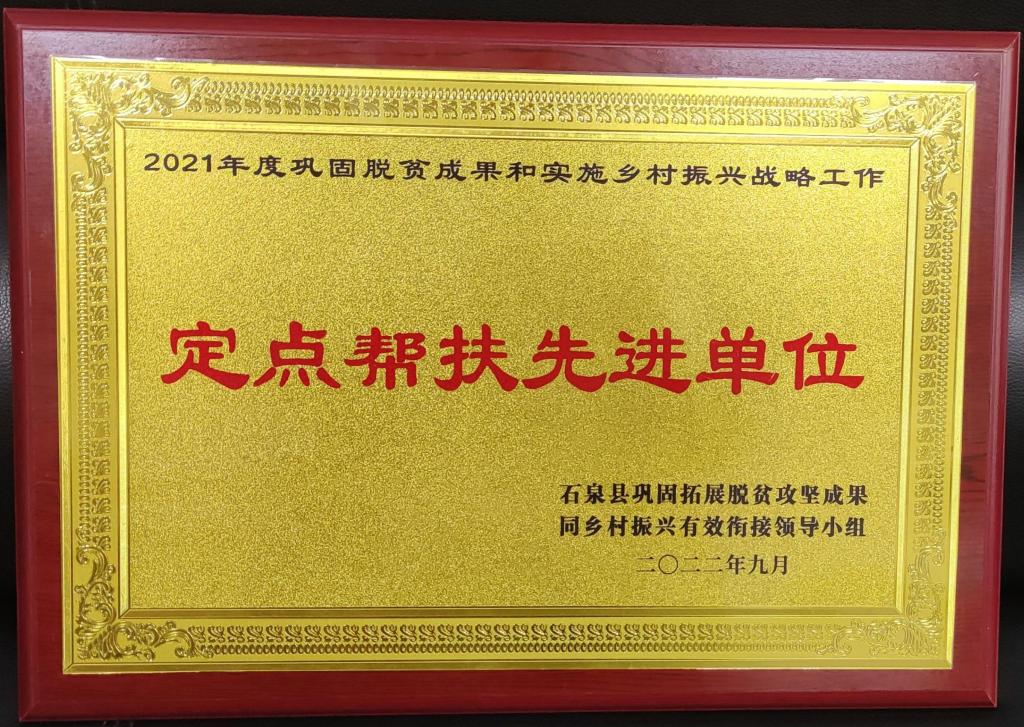 2021年度巩固脱贫成果和实施乡村振兴战略工作
定点帮扶先进单位
石泉县巩固拓展脱贫攻坚成果
同乡村振兴有效衔接领导小组
二〇二二年九月